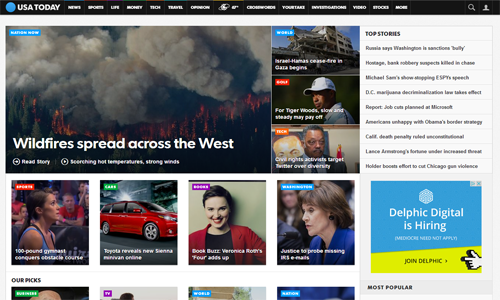 USA TODAY
NEWS SPORTS LIFE MONEY TECH TRAVEL OPINION 67° CROSSWORDS YOURTAKE INVESTIGATIONS VIDEO STOCKS MORE
NATION NOW
Wildfires spread across the West
Read Story
Scorching hot temperatures, strong winds
WORLD
Israel-Hamas cease-fire in
Gaza begins
GOLF
For Tiger Woods, slow and
steady may pay off
TECH
Civil rights activists target
Twitter over diversity
TOP STORIES
Russia says Washington is sanctions 'bully'
Hostage, bank robbery suspects killed in chase
Michael Sam's show-stopping ESPYs speech
D.C. marijuana decriminalization law take effect
Report: Job cuts planned at Microsoft
Americans unhappy with Obama's border strategy
Calif. death penalty ruled unconstitutional
Lance Armstrong's fortune under increased threat
Holder boosts effort to cut Chicago gun violence
SPORTS
100-pound gymnast
conquers obstacle course
CARS
Toyota reveals new Sienna
minivan online
BOOKS
Book Buzz: Veronica Roth's
'Four' adds up
WASHINGTON
Justice to probe missing
IRS e-mails
Delphic Digital
is Hiring
(MEDIOCRE NEED NOT APPLY)
JOIN DELPHIC >
OUR PICKS
BUSINESS
TV
WORLD
NATION
MOST POPULAR